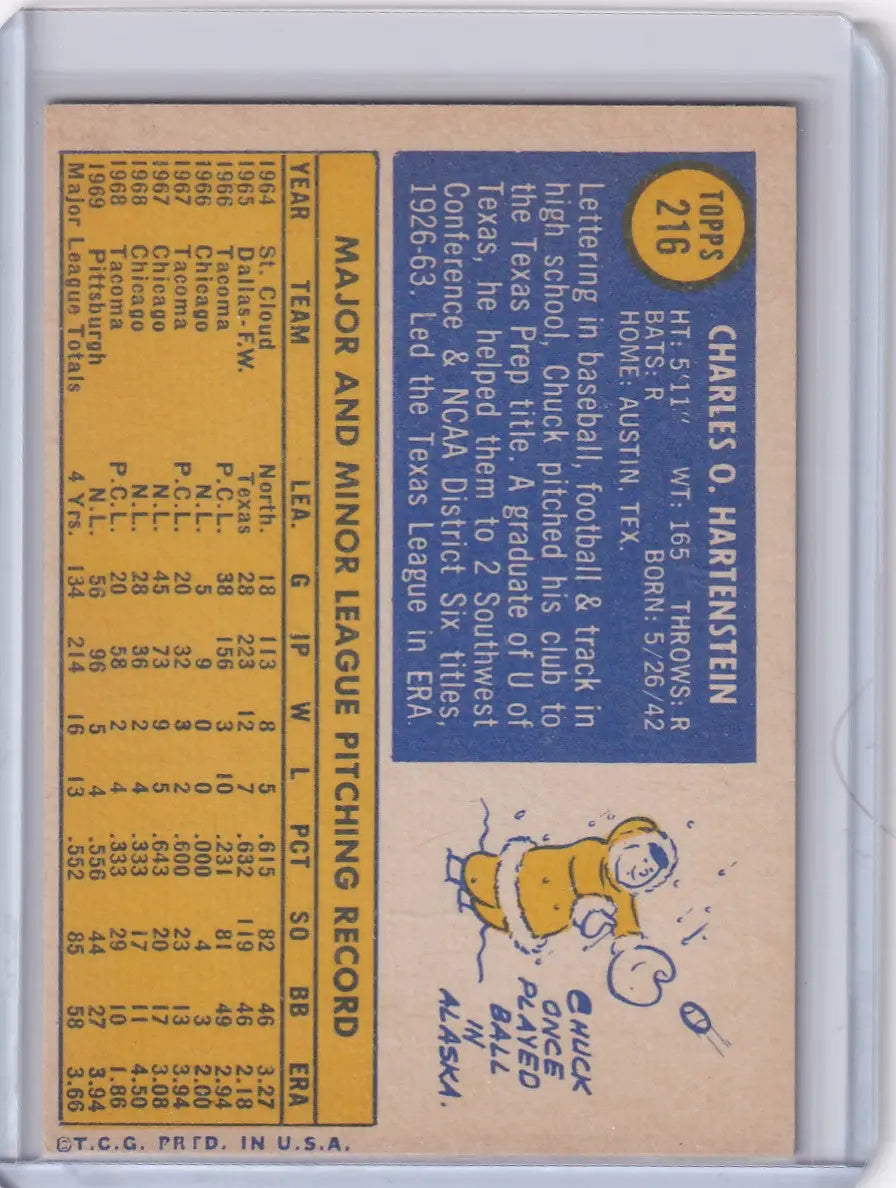 TOPPS
216
CHARLES O. HARTENSTEIN
HT: 5'11" WT: 165 THROWS: R
BATS: R BORN: 5/26/42
HOME: AUSTIN, TEX.
Lettering in baseball, football & track in
high school, Chuck pitched his club to
the Texas Prep title. A graduate of U of
Texas, he helped them to 2 Southwest
Conference & NCAA District Six titles,
1926-63. Led the Texas League in ERA.
CHUCK
ONCE
PLAYED
BALL
IN
ALASKA.
MAJOR AND MINOR LEAGUE PITCHING RECORD
YEAR TEAM LEA. G IP W L PCT SO BB ERA
1964 St. Cloud North. 18 113 8 5 .615 82 46 3.27
1965 Dallas-F.W. Texas 28 223 12 7 .632 119 46 2.18
1966 Tacoma P.C.L. 38 156 3 10 .231 81 49 2.94
1966 Chicago N.L. 5 9 0 0 .000 4 3 2.00
1967 Tacoma P.C.L. 20 32 3 2 .600 23 13 3.94
1967 Chicago N.L. 45 73 9 5 .643 20 17 3.08
1968 Chicago N.L. 28 36 2 4 .333 17 11 4.50
1968 Tacoma P.C.L. 20 58 2 4 .333 29 10 1.86
1969 Pittsburgh N.L. 56 96 5 4 .556 44 27 3.94
Major League Totals 4 Yrs. 134 214 16 13 .552 85 58 3.66
©T.C.G. PRTD. IN U.S.A.